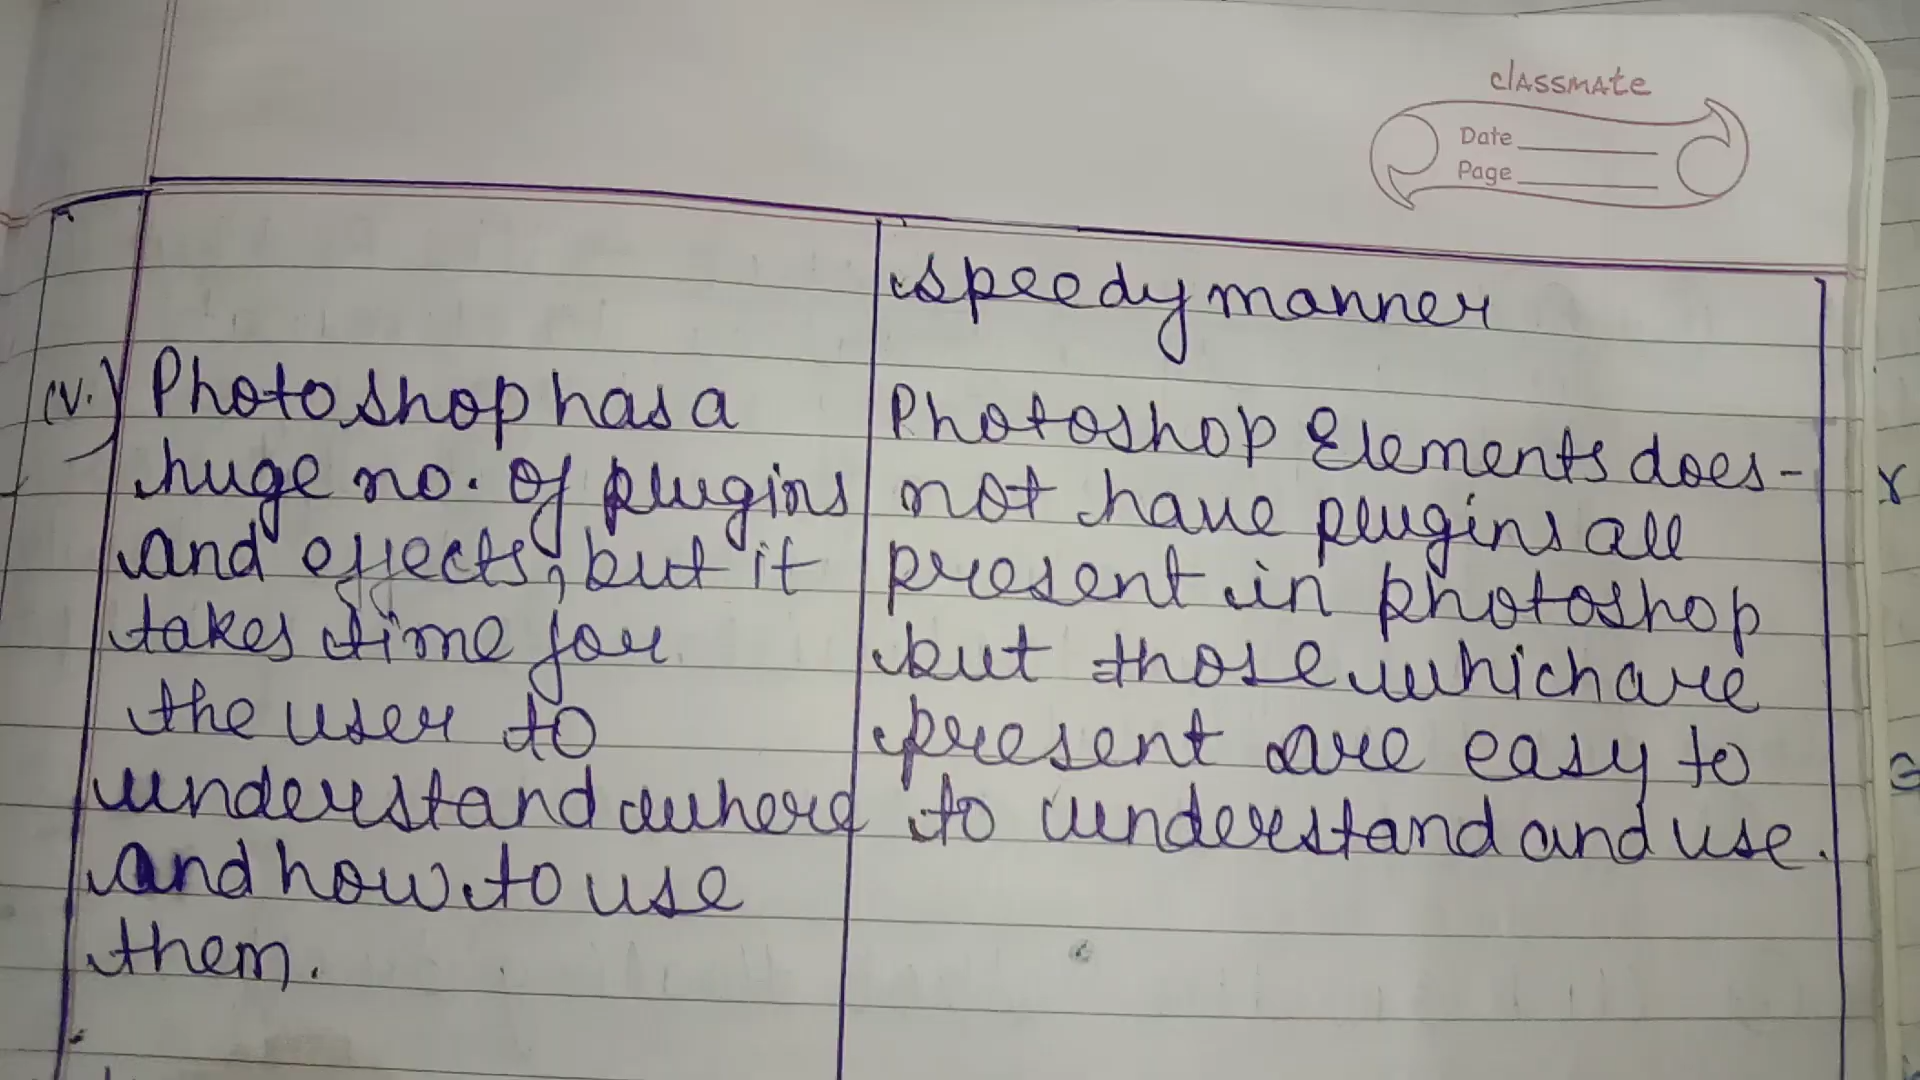 classmate
Date
Page
speedy manner
(v.) Photoshop has a
huge no. of plugins
and effects, but it
takes time for
the user to
understand where
and how to use
them.
Photoshop Elements does-
not have plugins all
present in photoshop
but those which are
present are easy to
to understand and use.